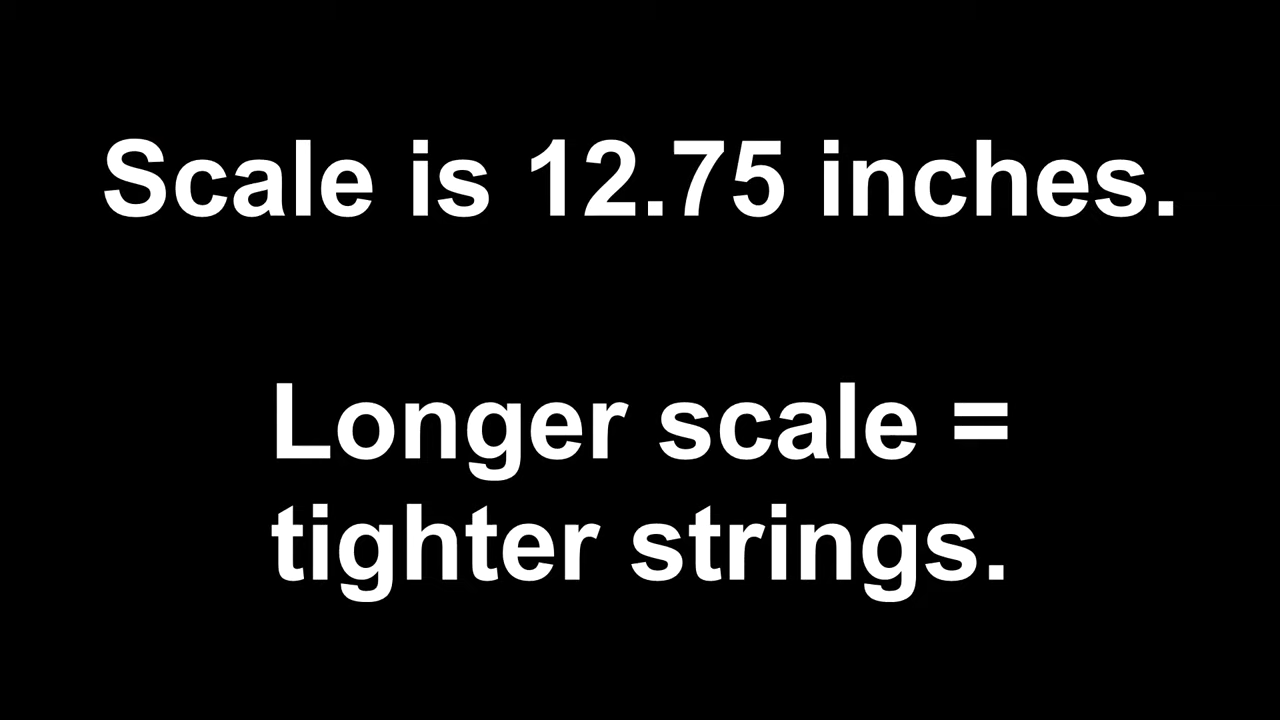 Scale is 12.75 inches.
Longer scale =
tighter strings.